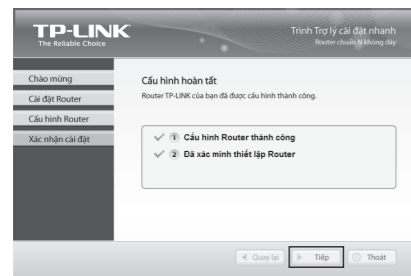 TP-LINK
The Reliable Choice
Trình Trợ lý cài đặt nhanh
Router chuẩn N không dây
Chào mừng
Cài đặt Router
Cấu hình Router
Xác nhận cài đặt
Cấu hình hoàn tất
Router TP-LINK của bạn đã được cấu hình thành công.
1 Cấu hình Router thành công
2 Đã xác minh thiết lập Router
Quay lại
Tiếp
Thoát